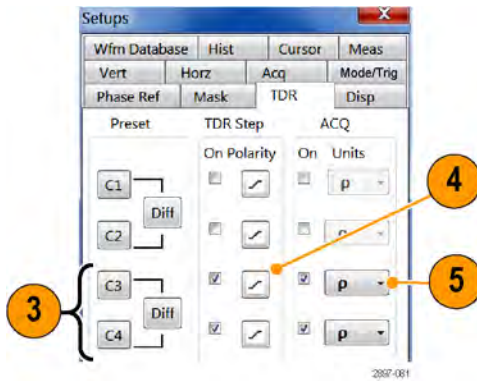 Setups
Wfm Database Hist Cursor Meas
Vert Horz Acq Mode/Trig
Phase Ref Mask TDR Disp
Preset TDR Step ACQ
On Polarity On Units
C1 Diff ρ
C2 ρ
C3 Diff ρ
C4 ρ
3
4
5
2897-081